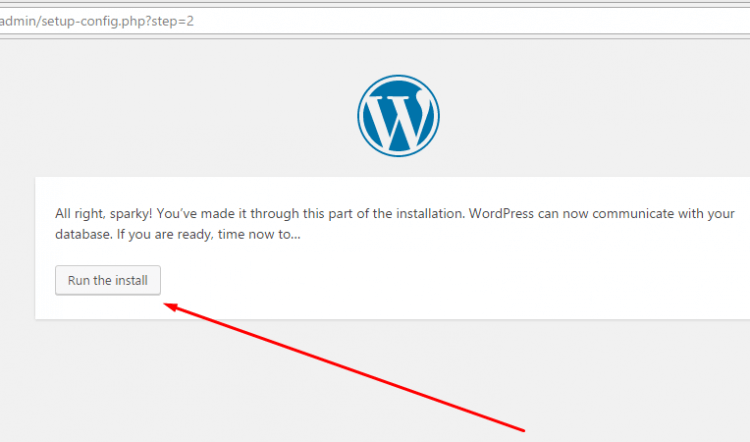 admin/setup-config.php?step=2
W
All right, sparky! You’ve made it through this part of the installation. WordPress can now communicate with your
database. If you are ready, time now to…
Run the install